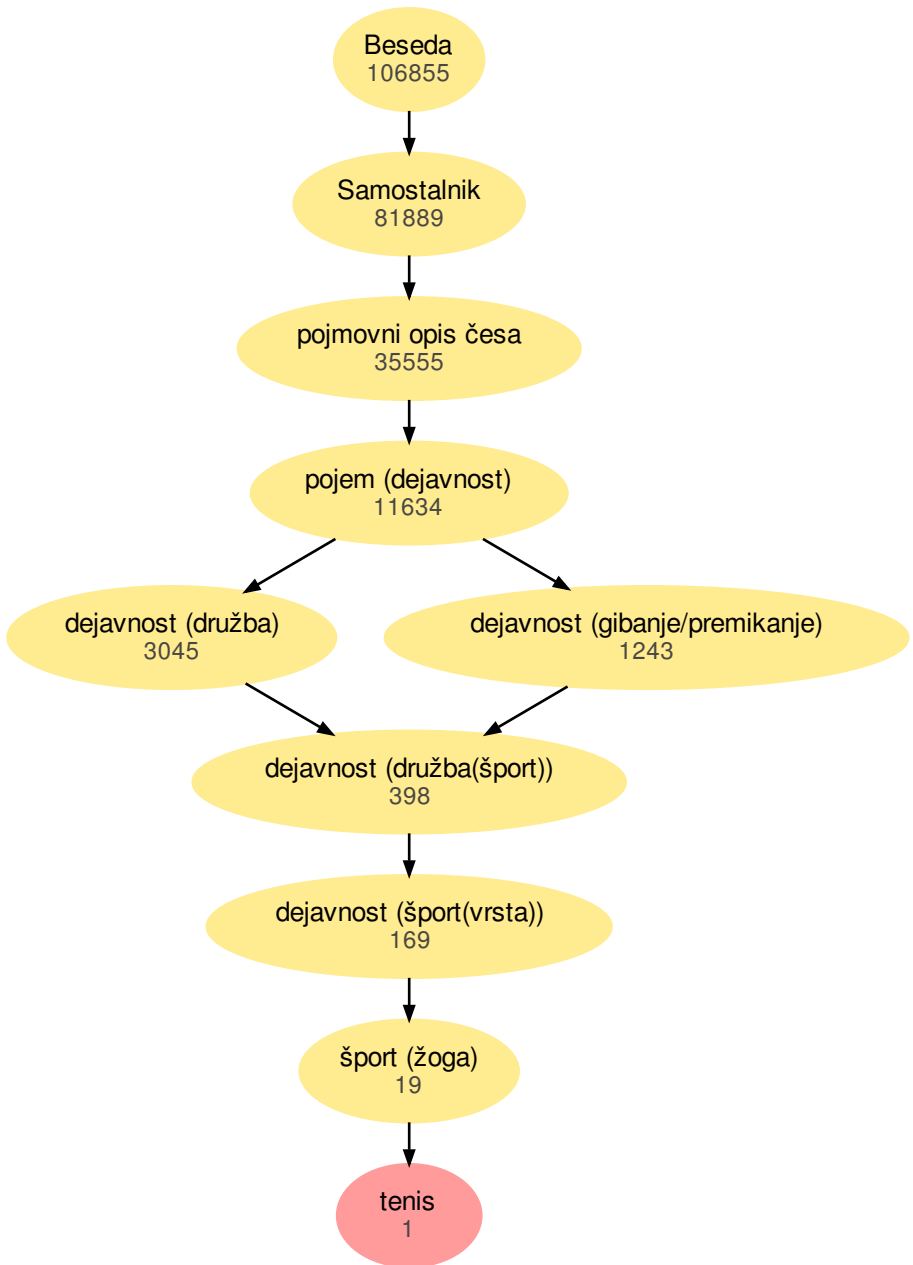 Beseda
106855
Samostalnik
81889
pojmovni opis česa
35555
pojem (dejavnost)
11634
dejavnost (družba)
3045
dejavnost (gibanje/premikanje)
1243
dejavnost (družba(šport))
398
dejavnost (šport(vrsta))
169
šport (žoga)
19
tenis
1